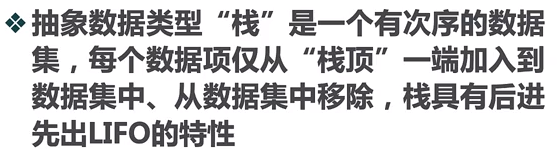 ❖抽象数据类型“栈”是一个有次序的数据
集，每个数据项仅从“栈顶”一端加入到
数据集中、从数据集中移除，栈具有后进
先出LIFO的特性